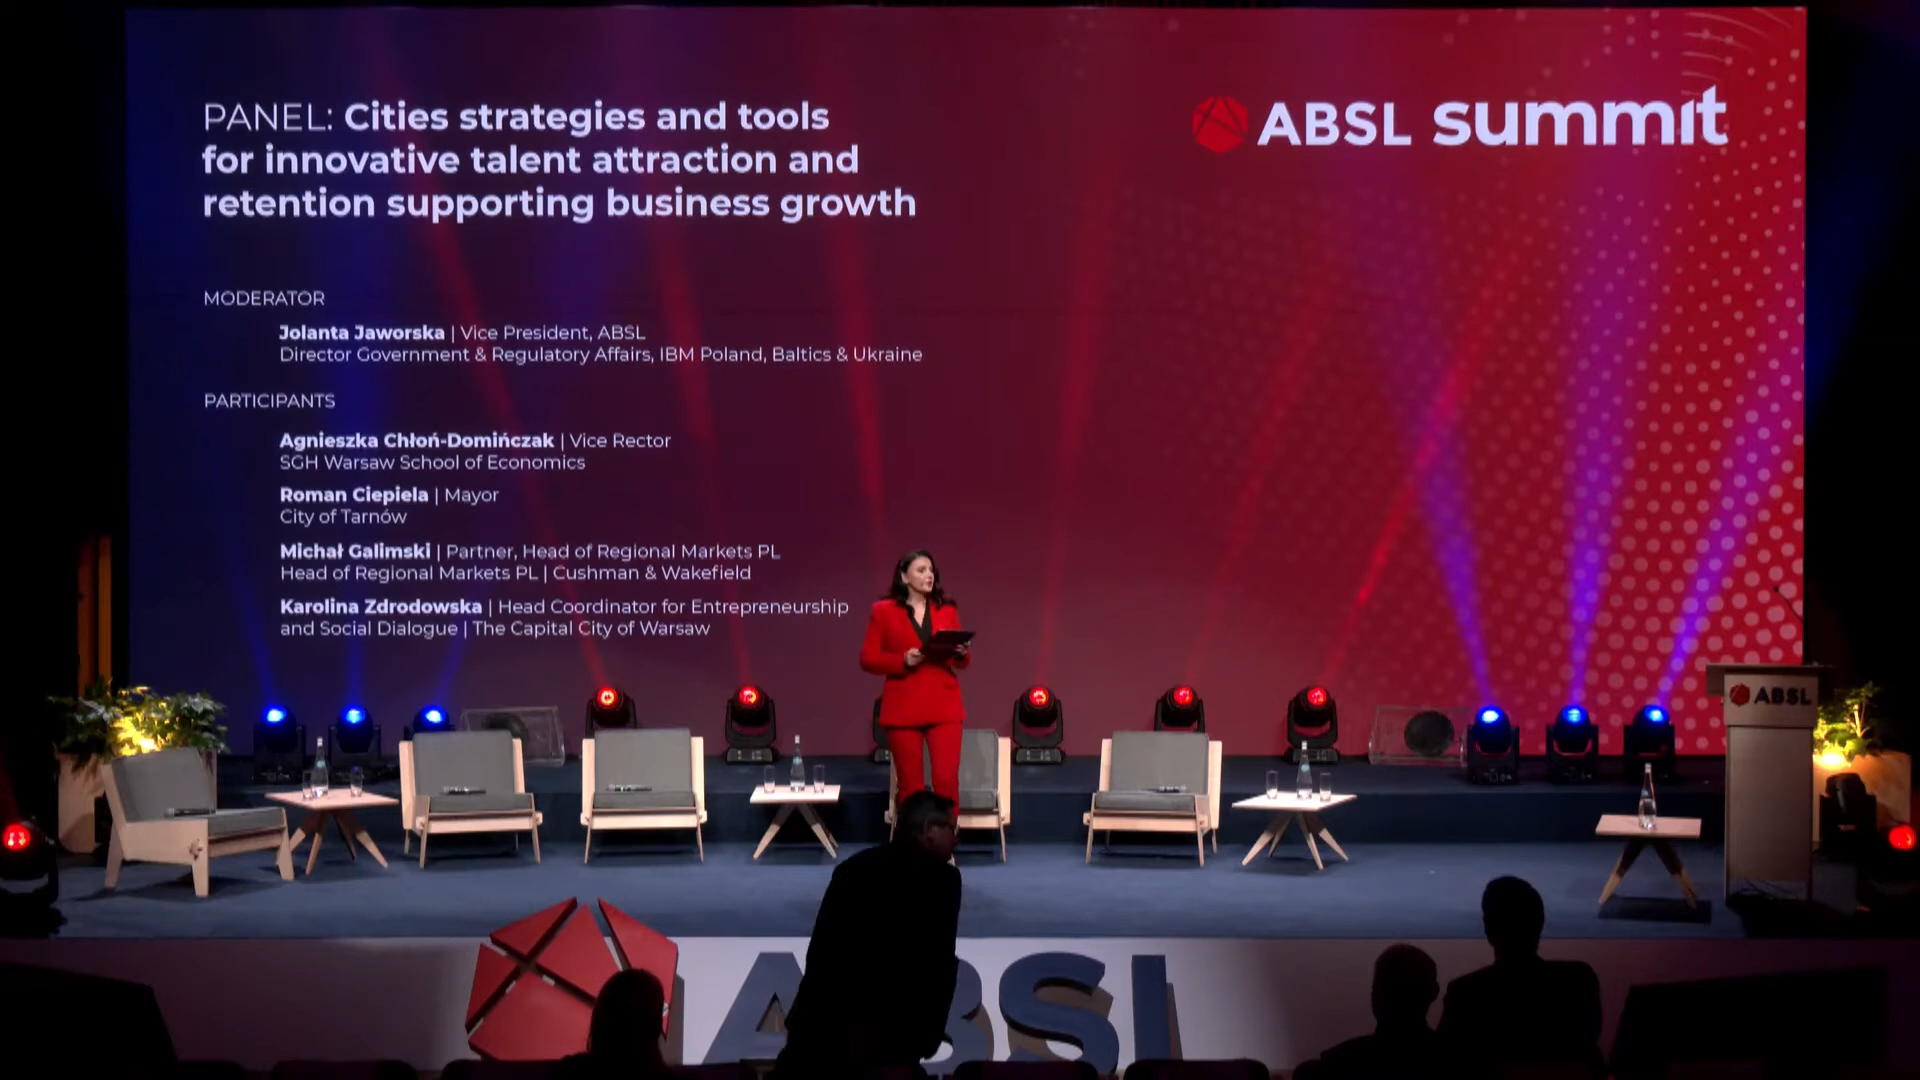 PANEL: Cities strategies and tools
for innovative talent attraction and
retention supporting business growth
ABSL summit
MODERATOR
Jolanta Jaworska | Vice President, ABSL
Director Government & Regulatory Affairs, IBM Poland, Baltics & Ukraine
PARTICIPANTS
Agnieszka Chłoń-Domińczak | Vice Rector
SGH Warsaw School of Economics
Roman Ciepiela | Mayor
City of Tarnów
Michał Galimski | Partner, Head of Regional Markets PL
Head of Regional Markets PL | Cushman & Wakefield
Karolina Zdrodowska | Head Coordinator for Entrepreneurship
and Social Dialogue | The Capital City of Warsaw
ABSL
ABSL